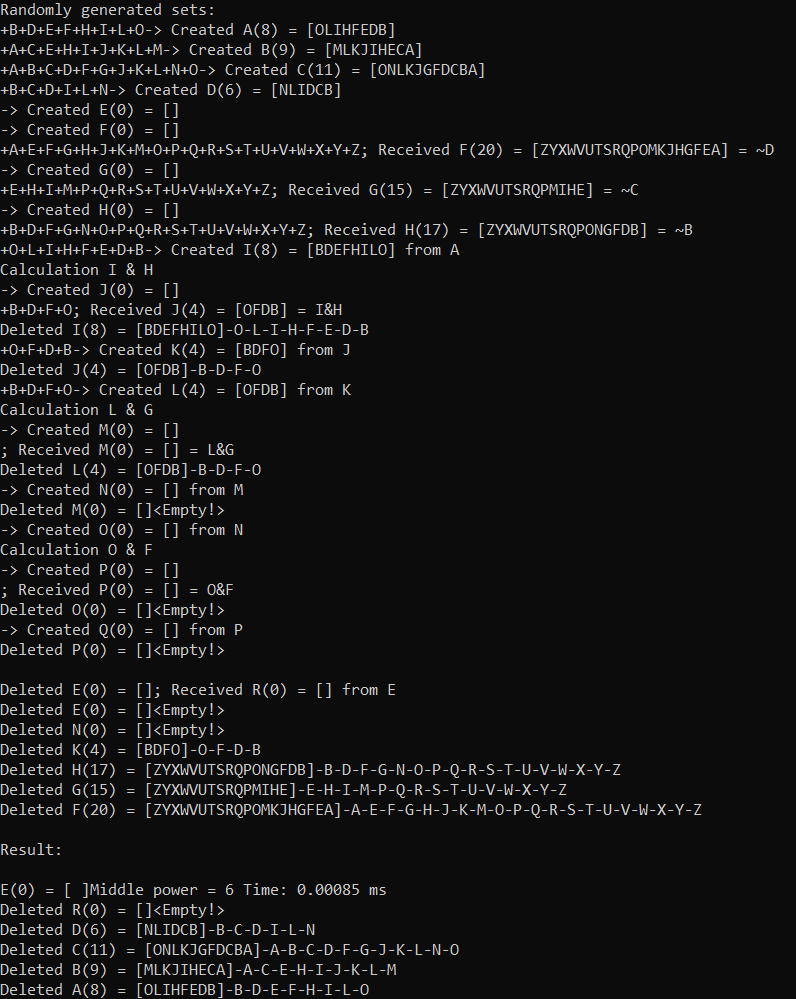 Randomly generated sets:
+B+D+E+F+H+I+L+O-> Created A(8) = [OLIHFEDB]
+A+C+E+H+I+J+K+L+M-> Created B(9) = [MLKJIHECA]
+A+B+C+D+F+G+J+K+L+N+O-> Created C(11) = [ONLKJGFDCBA]
+B+C+D+I+L+N-> Created D(6) = [NLIDCB]
-> Created E(0) = []
-> Created F(0) = []
+A+E+F+G+H+J+K+M+O+P+Q+R+S+T+U+V+W+X+Y+Z; Received F(20) = [ZYXWVUTSRQPOMKJHGFEA] = ~D
-> Created G(0) = []
+E+H+I+M+P+Q+R+S+T+U+V+W+X+Y+Z; Received G(15) = [ZYXWVUTSRQPMIHE] = ~C
-> Created H(0) = []
+B+D+F+G+N+O+P+Q+R+S+T+U+V+W+X+Y+Z; Received H(17) = [ZYXWVUTSRQPONGFDB] = ~B
+O+L+I+H+F+E+D+B-> Created I(8) = [BDEFHILO] from A
Calculation I & H
-> Created J(0) = []
+B+D+F+O; Received J(4) = [OFDB] = I&H
Deleted I(8) = [BDEFHILO]-O-L-I-H-F-E-D-B
+O+F+D+B-> Created K(4) = [BDFO] from J
Deleted J(4) = [OFDB]-B-D-F-O
+B+D+F+O-> Created L(4) = [OFDB] from K
Calculation L & G
-> Created M(0) = []
; Received M(0) = [] = L&G
Deleted L(4) = [OFDB]-B-D-F-O
-> Created N(0) = [] from M
Deleted M(0) = []<Empty!>
-> Created O(0) = [] from N
Calculation O & F
-> Created P(0) = []
; Received P(0) = [] = O&F
Deleted O(0) = []<Empty!>
-> Created Q(0) = [] from P
Deleted P(0) = []<Empty!>
Deleted E(0) = []; Received R(0) = [] from E
Deleted E(0) = []<Empty!>
Deleted N(0) = []<Empty!>
Deleted K(4) = [BDFO]-O-F-D-B
Deleted H(17) = [ZYXWVUTSRQPONGFDB]-B-D-F-G-N-O-P-Q-R-S-T-U-V-W-X-Y-Z
Deleted G(15) = [ZYXWVUTSRQPMIHE]-E-H-I-M-P-Q-R-S-T-U-V-W-X-Y-Z
Deleted F(20) = [ZYXWVUTSRQPOMKJHGFEA]-A-E-F-G-H-J-K-M-O-P-Q-R-S-T-U-V-W-X-Y-Z
Result:
E(0) = [ ]Middle power = 6 Time: 0.00085 ms
Deleted R(0) = []<Empty!>
Deleted D(6) = [NLIDCB]-B-C-D-I-L-N
Deleted C(11) = [ONLKJGFDCBA]-A-B-C-D-F-G-J-K-L-N-O
Deleted B(9) = [MLKJIHECA]-A-C-E-H-I-J-K-L-M
Deleted A(8) = [OLIHFEDB]-B-D-E-F-H-I-L-O